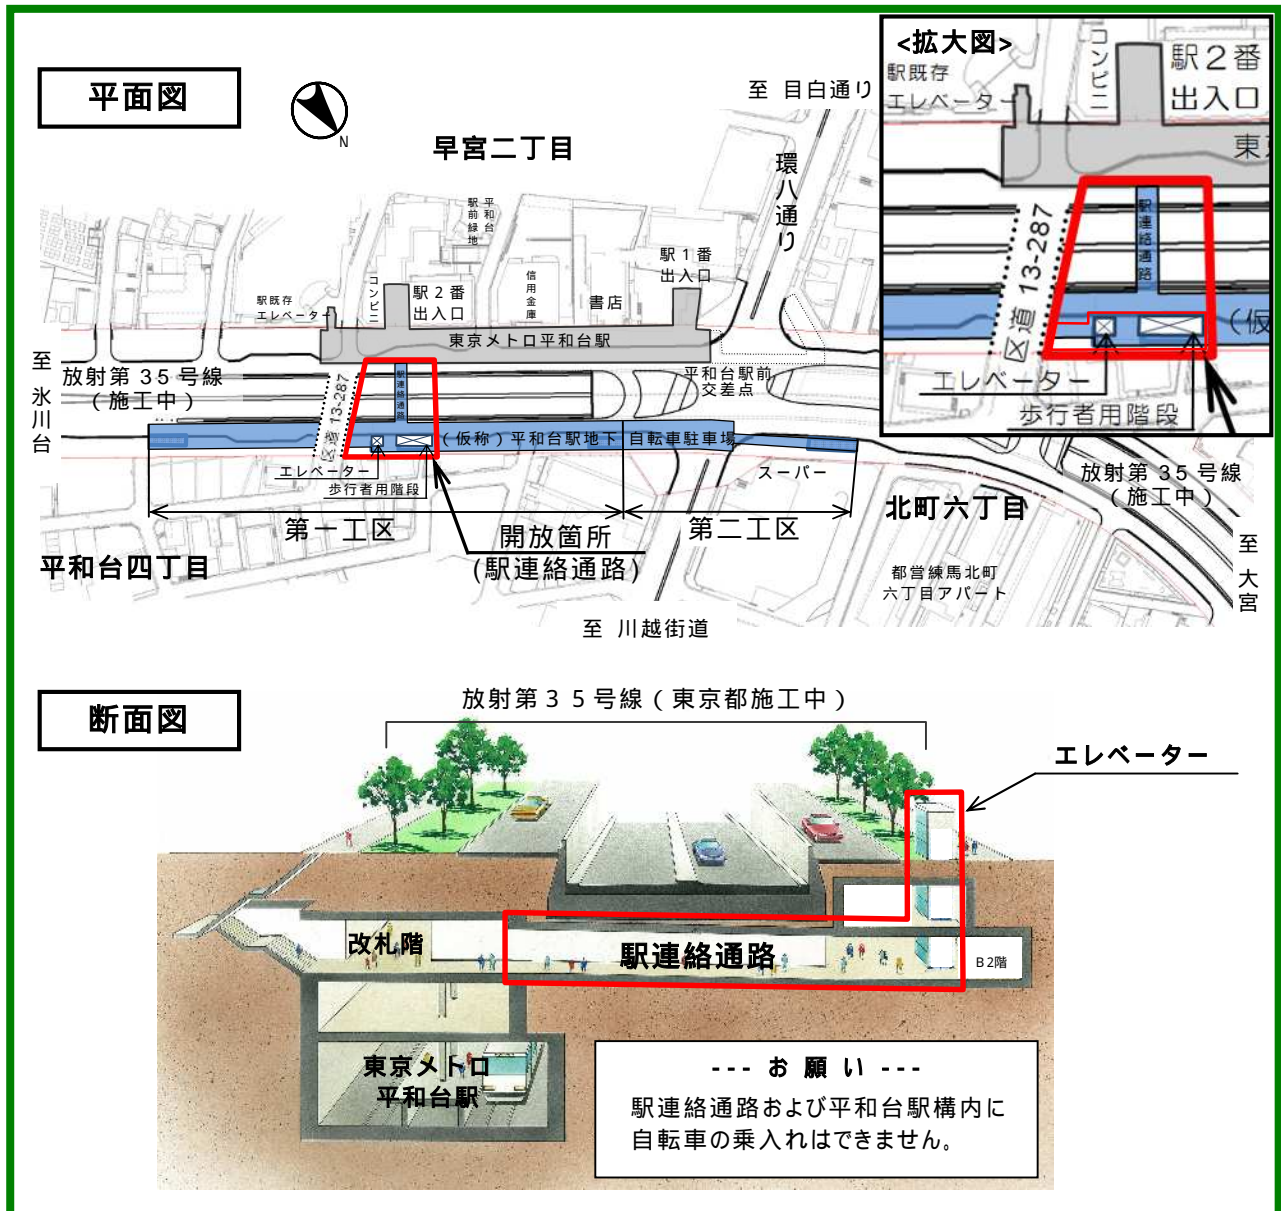 平面図
N
早宮二丁目
至 目白通り
環八通り
駅前緑地
平和台
信用金庫
書店
駅1番
出入口
コンビニ
駅2番
出入口
駅既存
エレベーター
東京メトロ平和台駅
至 氷川台
放射第35号線
(施工中)
区道 13-287
駅連絡通路
平和台駅前
交差点
(仮称)平和台駅地下 自転車駐車場
エレベーター
歩行者用階段
スーパー
第一工区
開放箇所
(駅連絡通路)
第二工区
平和台四丁目
北町六丁目
都営練馬北町
六丁目アパート
放射第35号線
(施工中)
至 大宮
至 川越街道
<拡大図>
駅既存
エレベーター
コンビニ
駅2番
出入口
東
駅連絡通路
区道 13-287
(仮
エレベーター
歩行者用階段
断面図
放射第35号線(東京都施工中)
エレベーター
改札階
駅連絡通路
B2階
東京メトロ
平和台駅
--- お 願 い ---
駅連絡通路および平和台駅構内に
自転車の乗入れはできません。